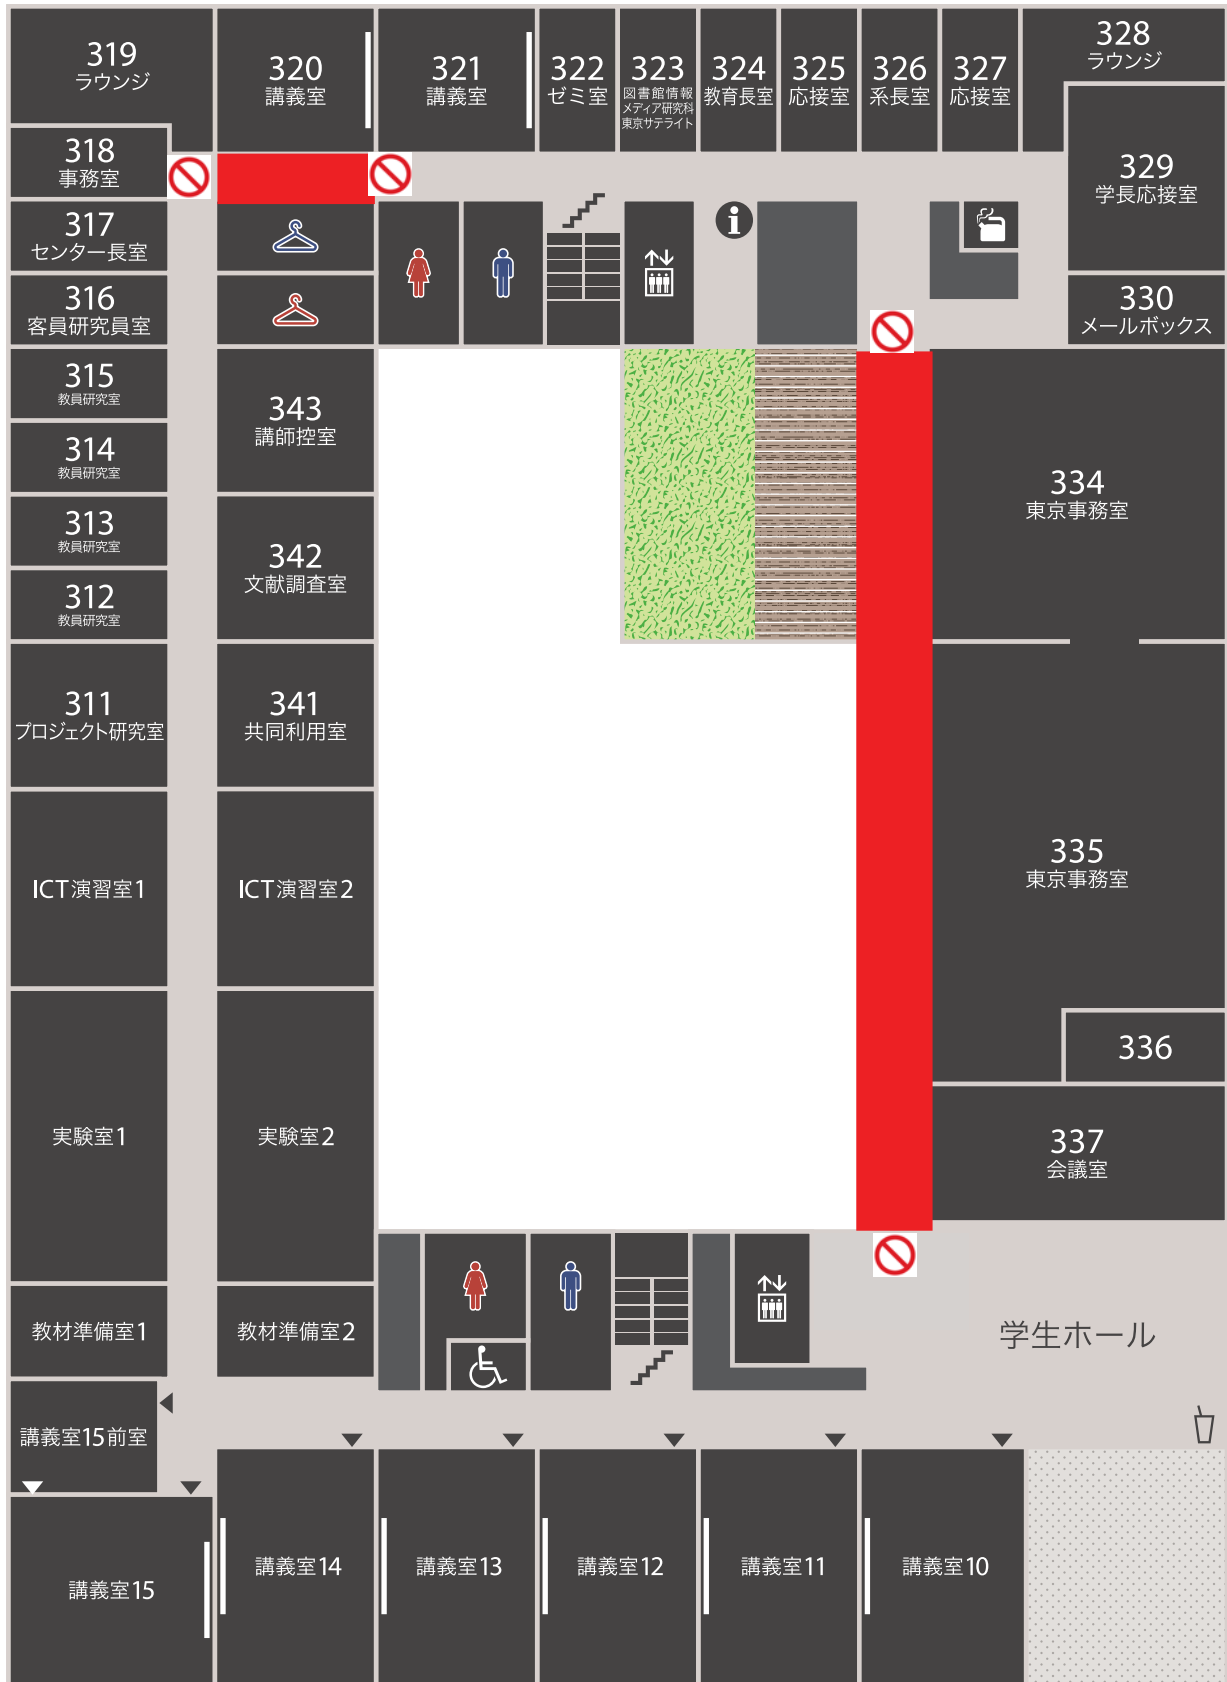 319
ラウンジ
320
講義室
321
講義室
322
ゼミ室
323
図書館情報
メディア研究科
東京サテライト
324
教育長室
325
応接室
326
系長室
327
応接室
328
ラウンジ
318
事務室
329
学長応接室
317
センター長室
i
316
客員研究員室
330
メールボックス
315
教員研究室
343
講師控室
314
教員研究室
334
東京事務室
313
教員研究室
342
文献調査室
312
教員研究室
311
プロジェクト研究室
341
共同利用室
335
東京事務室
ICT演習室1
ICT演習室2
336
実験室1
実験室2
337
会議室
教材準備室1
教材準備室2
学生ホール
講義室15前室
講義室15
講義室14
講義室13
講義室12
講義室11
講義室10